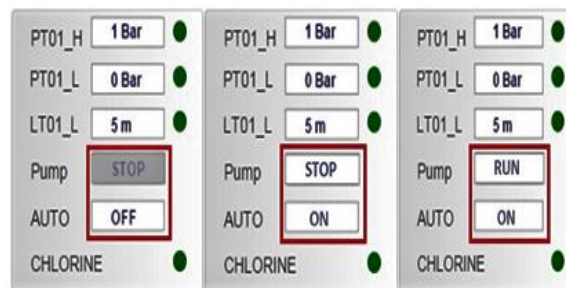 PT01_H 1 Bar
PT01_L 0 Bar
LT01_L 5 m
Pump STOP
AUTO OFF
CHLORINE
PT01_H 1 Bar
PT01_L 0 Bar
LT01_L 5 m
Pump STOP
AUTO ON
CHLORINE
PT01_H 1 Bar
PT01_L 0 Bar
LT01_L 5 m
Pump RUN
AUTO ON
CHLORINE